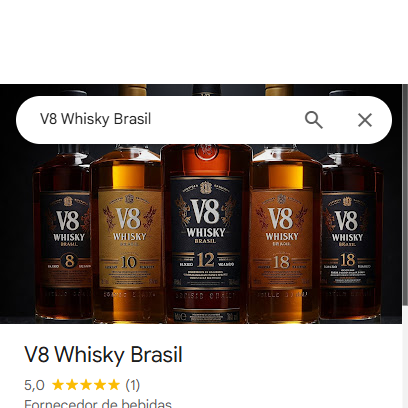 V8 Whisky Brasil
V8 V8 V8 V8 V8
WHISKY WHISKY WHISKY WHISKY WHISKY
BRASIL BRASIL BRASIL BRASIL BRASIL
8 10 12 18 18
V8 Whisky Brasil
5,0 ★★★★★ (1)
Fornecedor de bebidas